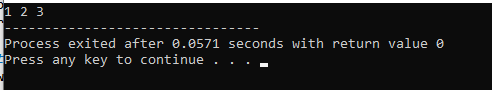 1 2 3
--------------------------------
Process exited after 0.0571 seconds with return value 0
Press any key to continue . . .